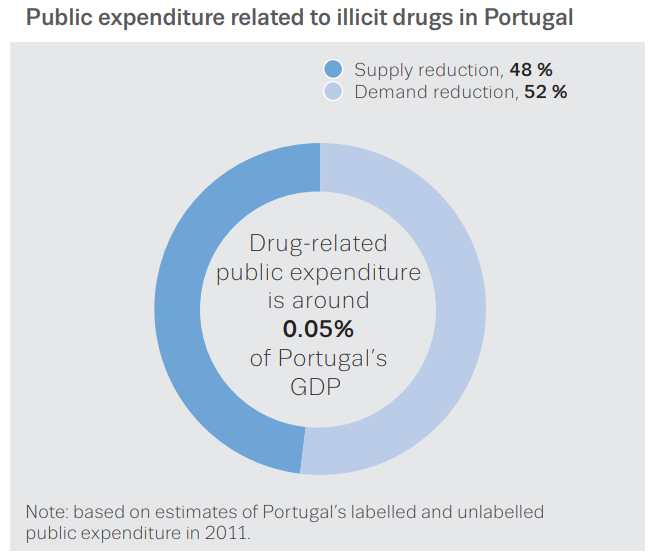 Public expenditure related to illicit drugs in Portugal
Supply reduction, 48 %
Demand reduction, 52 %
Drug-related
public expenditure
is around
0.05%
of Portugal’s
GDP
Note: based on estimates of Portugal’s labelled and unlabelled
public expenditure in 2011.